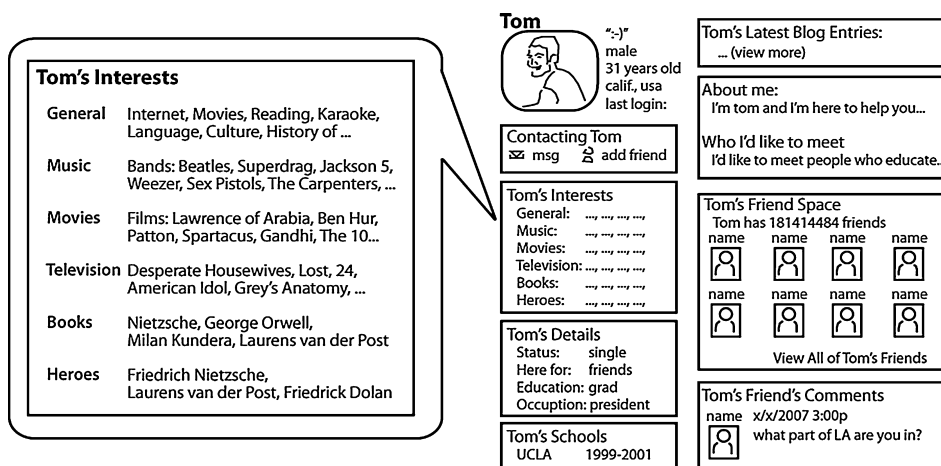 Tom's Interests
General Internet, Movies, Reading, Karaoke,
Language, Culture, History of ...
Music Bands: Beatles, Superdrag, Jackson 5,
Weezer, Sex Pistols, The Carpenters, ...
Movies Films: Lawrence of Arabia, Ben Hur,
Patton, Spartacus, Gandhi, The 10...
Television Desperate Housewives, Lost, 24,
American Idol, Grey's Anatomy, ...
Books Nietzsche, George Orwell,
Milan Kundera, Laurens van der Post
Heroes Friedrich Nietzsche,
Laurens van der Post, Friedrick Dolan
Tom
":-)"
male
31 years old
calif., usa
last login:
Contacting Tom
msg add friend
Tom's Interests
General: ..., ..., ..., ...,
Music: ..., ..., ..., ...,
Movies: ..., ..., ..., ...,
Television: ..., ..., ..., ...,
Books: ..., ..., ..., ...,
Heroes: ..., ..., ..., ...,
Tom's Details
Status: single
Here for: friends
Education: grad
Occuption: president
Tom's Schools
UCLA 1999-2001
Tom's Latest Blog Entries:
... (view more)
About me:
I'm tom and I'm here to help you...
Who I'd like to meet
I'd like to meet people who educate..
Tom's Friend Space
Tom has 181414484 friends
name name name name
name name name name
View All of Tom's Friends
Tom's Friend's Comments
name x/x/2007 3:00p
what part of LA are you in?